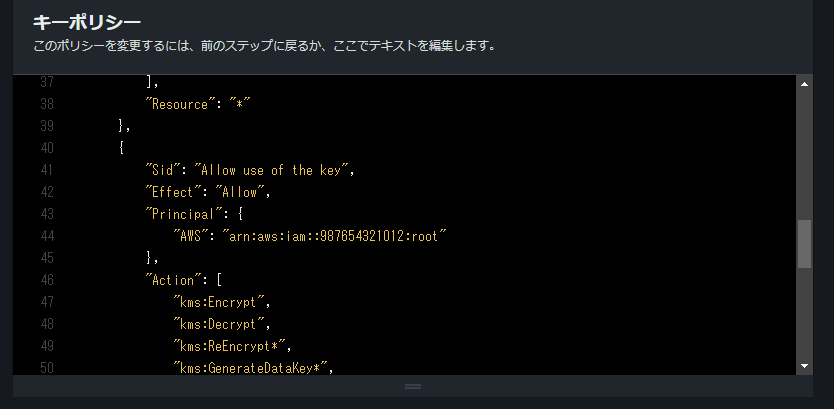 キーポリシー
このポリシーを変更するには、前のステップに戻るか、ここでテキストを編集します。
37 ],
38 "Resource": "*"
39 },
40 {
41 "Sid": "Allow use of the key",
42 "Effect": "Allow",
43 "Principal": {
44 "AWS": "arn:aws:iam::987654321012:root"
45 },
46 "Action": [
47 "kms:Encrypt",
48 "kms:Decrypt",
49 "kms:ReEncrypt*",
50 "kms:GenerateDataKey*",